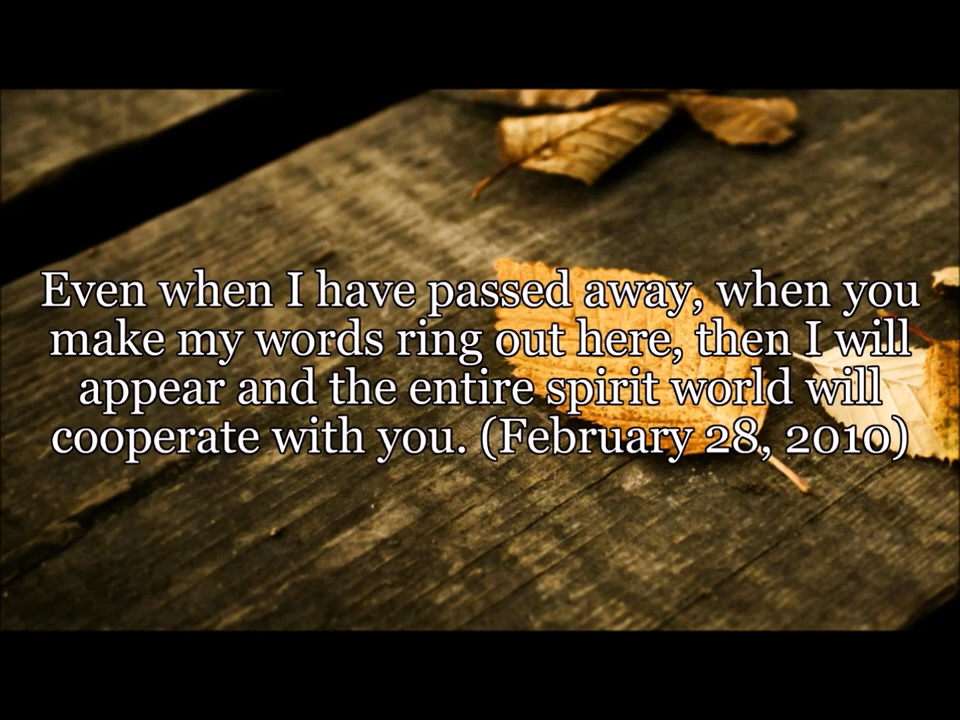 Even when I have passed away, when you
make my words ring out here, then I will
appear and the entire spirit world will
cooperate with you. (February 28, 2010)